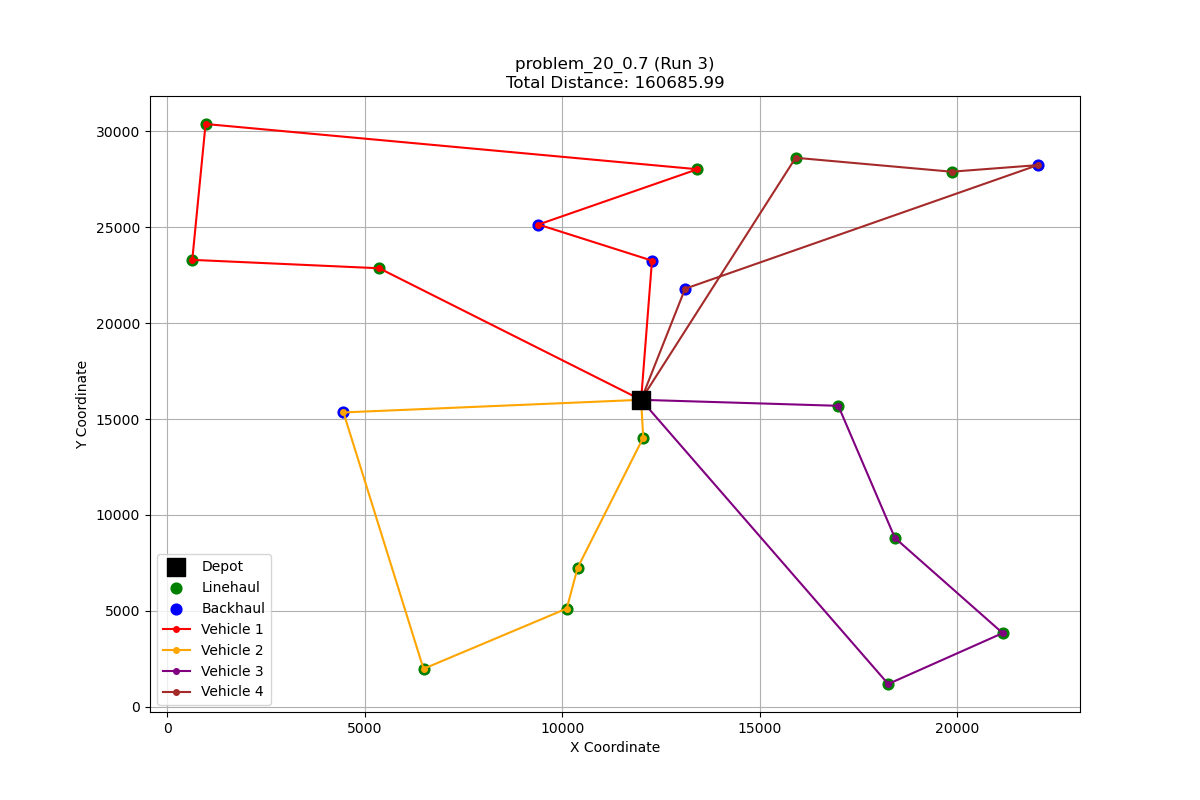 problem_20_0.7 (Run 3)
Total Distance: 160685.99
30000
25000
20000
15000
10000
5000
0
Y Coordinate
Depot
Linehaul
Backhaul
Vehicle 1
Vehicle 2
Vehicle 3
Vehicle 4
0 5000 10000 15000 20000
X Coordinate